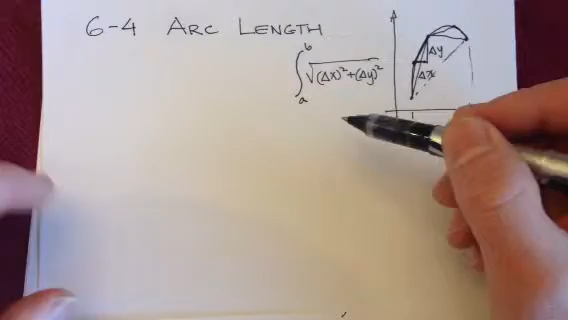 6-4 ARC LENGTH
∫ₐᵇ √(Δx)²+(Δy)²
Δy
Δx